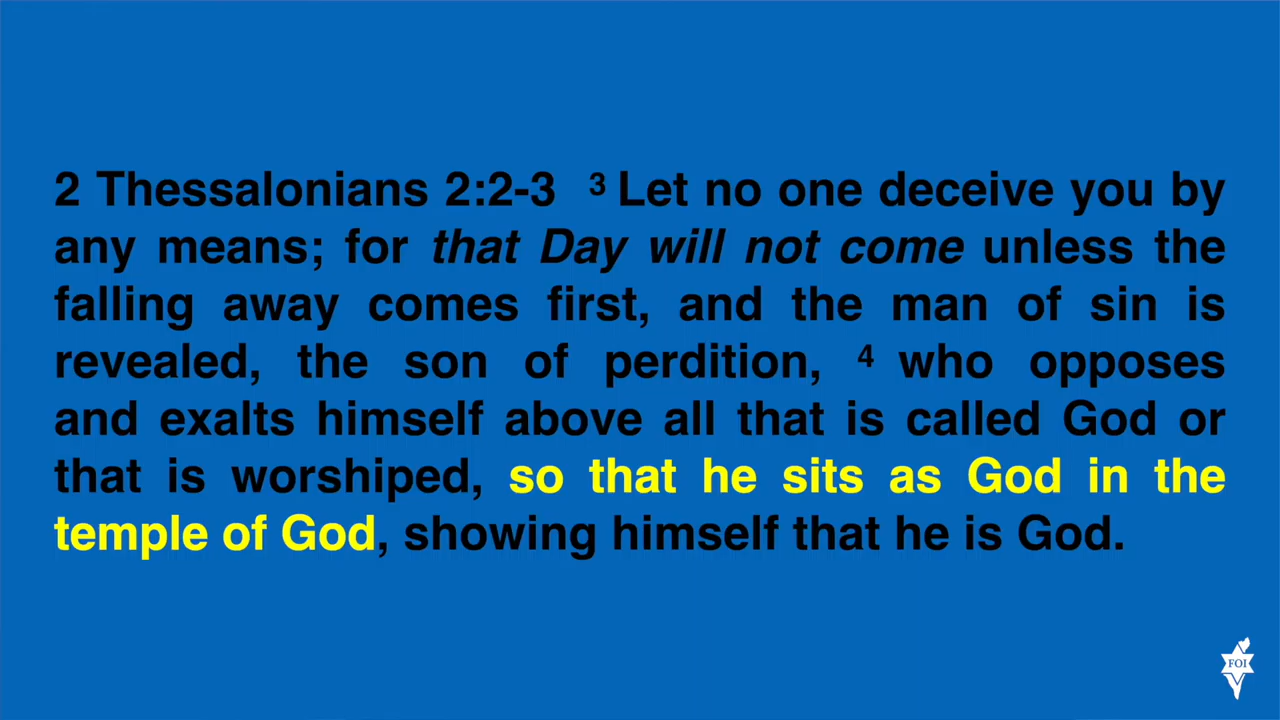 2 Thessalonians 2:2-3 ³ Let no one deceive you by
any means; for that Day will not come unless the
falling away comes first, and the man of sin is
revealed, the son of perdition, ⁴ who opposes
and exalts himself above all that is called God or
that is worshiped, so that he sits as God in the
temple of God, showing himself that he is God.
FOI